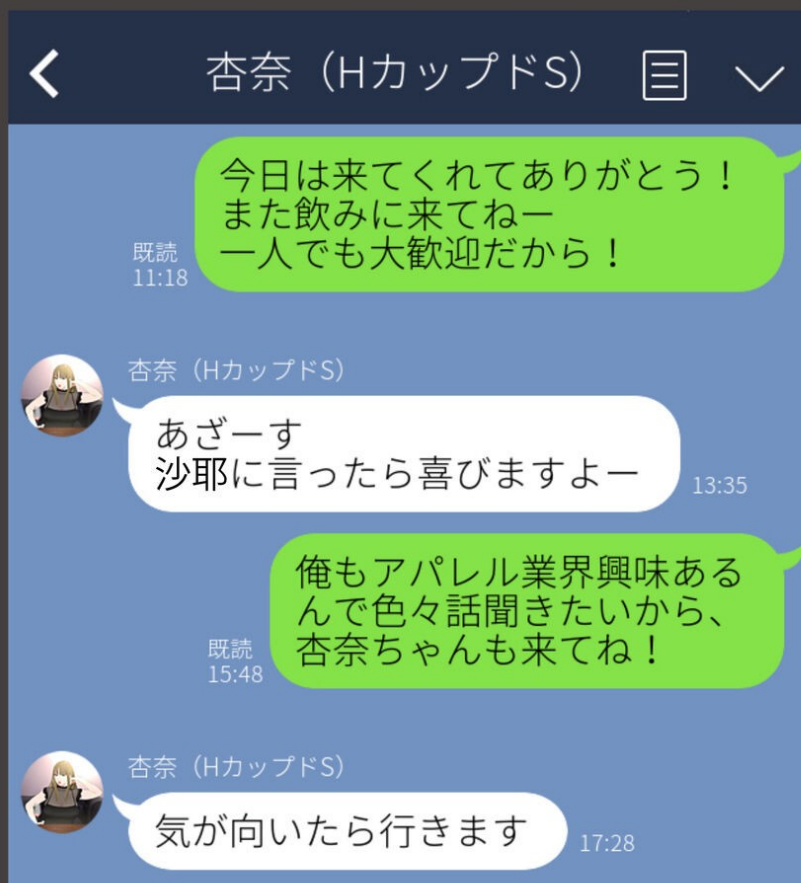 杏奈（HカップドS）
今日は来てくれてありがとう！
また飲みに来てねー
一人でも大歓迎だから！
既読
11:18
杏奈（HカップドS）
あざーす
沙耶に言ったら喜びますよー
13:35
俺もアパレル業界興味ある
んで色々話聞きたいから、
杏奈ちゃんも来てね！
既読
15:48
杏奈（HカップドS）
気が向いたら行きます
17:28